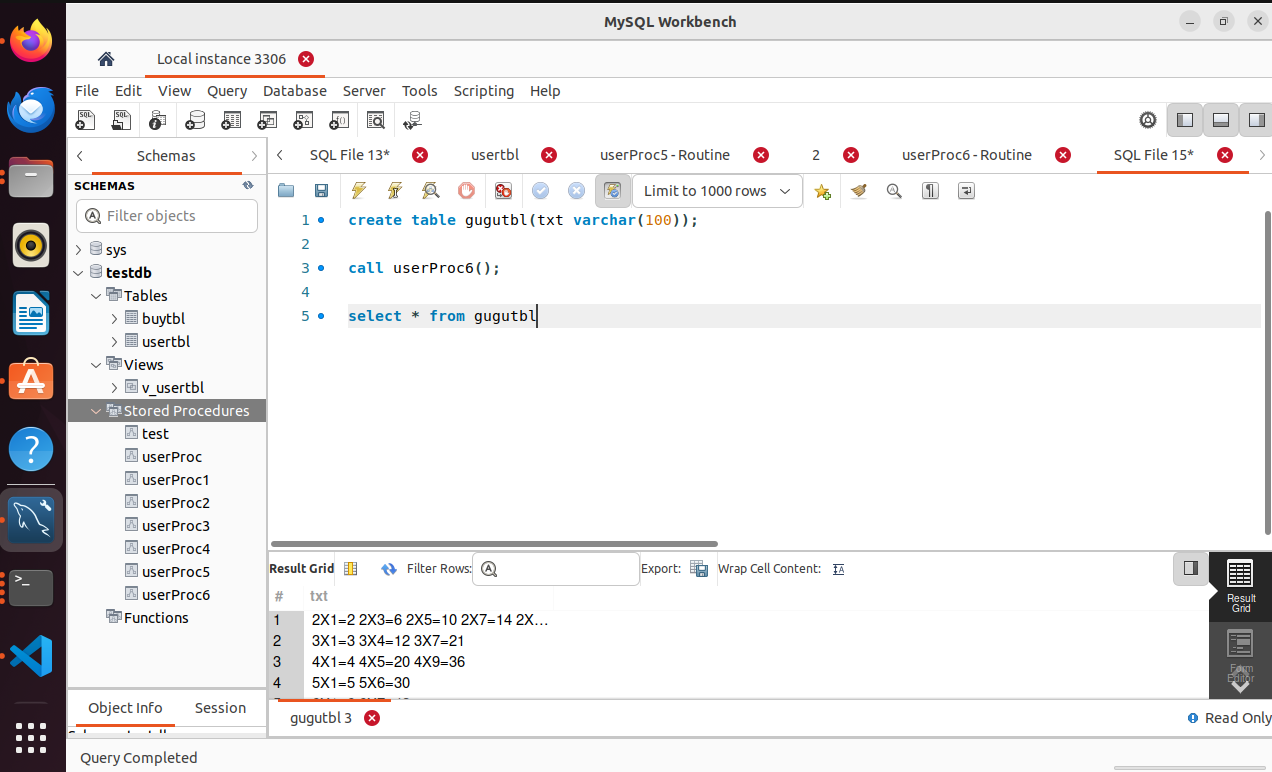 MySQL Workbench
Local instance 3306
File Edit View Query Database Server Tools Scripting Help
Schemas
SQL File 13* usertbl userProc5 - Routine 2 userProc6 - Routine SQL File 15*
SCHEMAS
Limit to 1000 rows
Filter objects
sys
testdb
Tables
buytbl
usertbl
Views
v_usertbl
Stored Procedures
test
userProc
userProc1
userProc2
userProc3
userProc4
userProc5
userProc6
Functions
1 create table gugutbl(txt varchar(100));
2
3 call userProc6();
4
5 select * from gugutbl
Result Grid Filter Rows: Export: Wrap Cell Content:
# txt
1 2X1=2 2X3=6 2X5=10 2X7=14 2X...
2 3X1=3 3X4=12 3X7=21
3 4X1=4 4X5=20 4X9=36
4 5X1=5 5X6=30
Result
Grid
Form
Editor
Object Info Session
gugutbl 3 Read Only
Query Completed